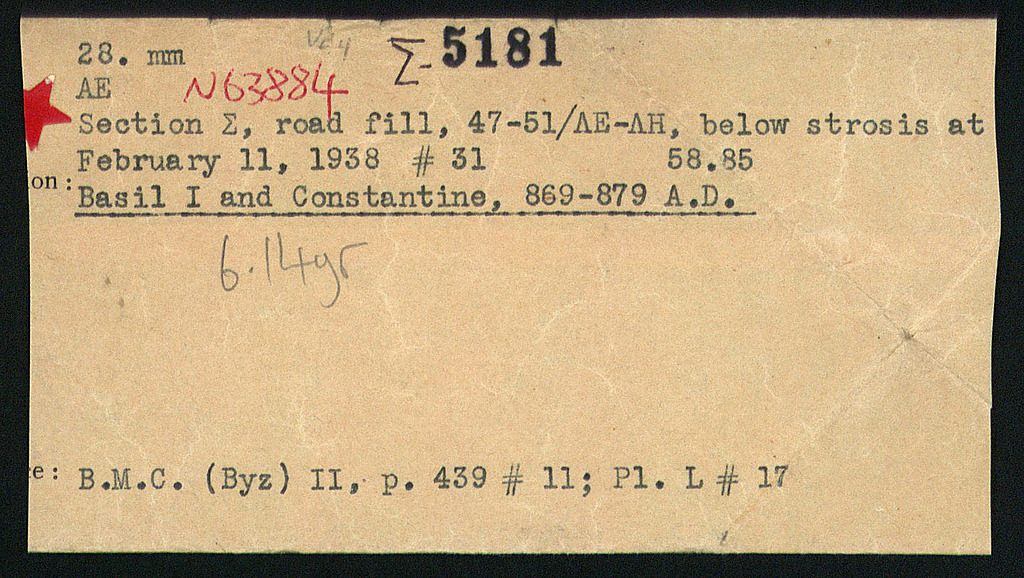 Σ-5181
28. mm
AE
N63884
Section Σ, road fill, 47-51/ΛΕ-ΛΗ, below strosis at
February 11, 1938 # 31 58.85
on: Basil I and Constantine, 869-879 A.D.
6.14gr
e: B.M.C. (Byz) II, p. 439 # 11; Pl. L # 17